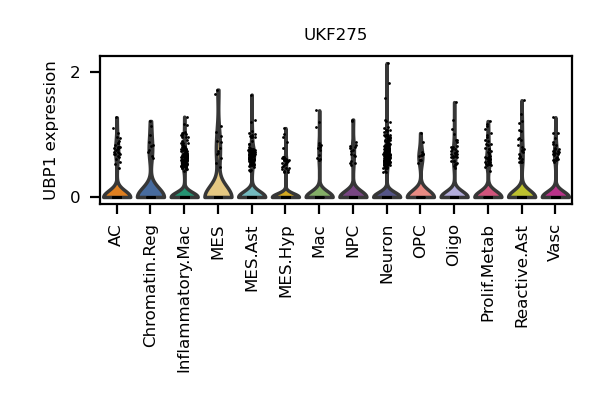 UKF275
UBP1 expression
2
0
AC
Chromatin.Reg
Inflammatory.Mac
MES
MES.Ast
MES.Hyp
Mac
NPC
Neuron
OPC
Oligo
Prolif.Metab
Reactive.Ast
Vasc